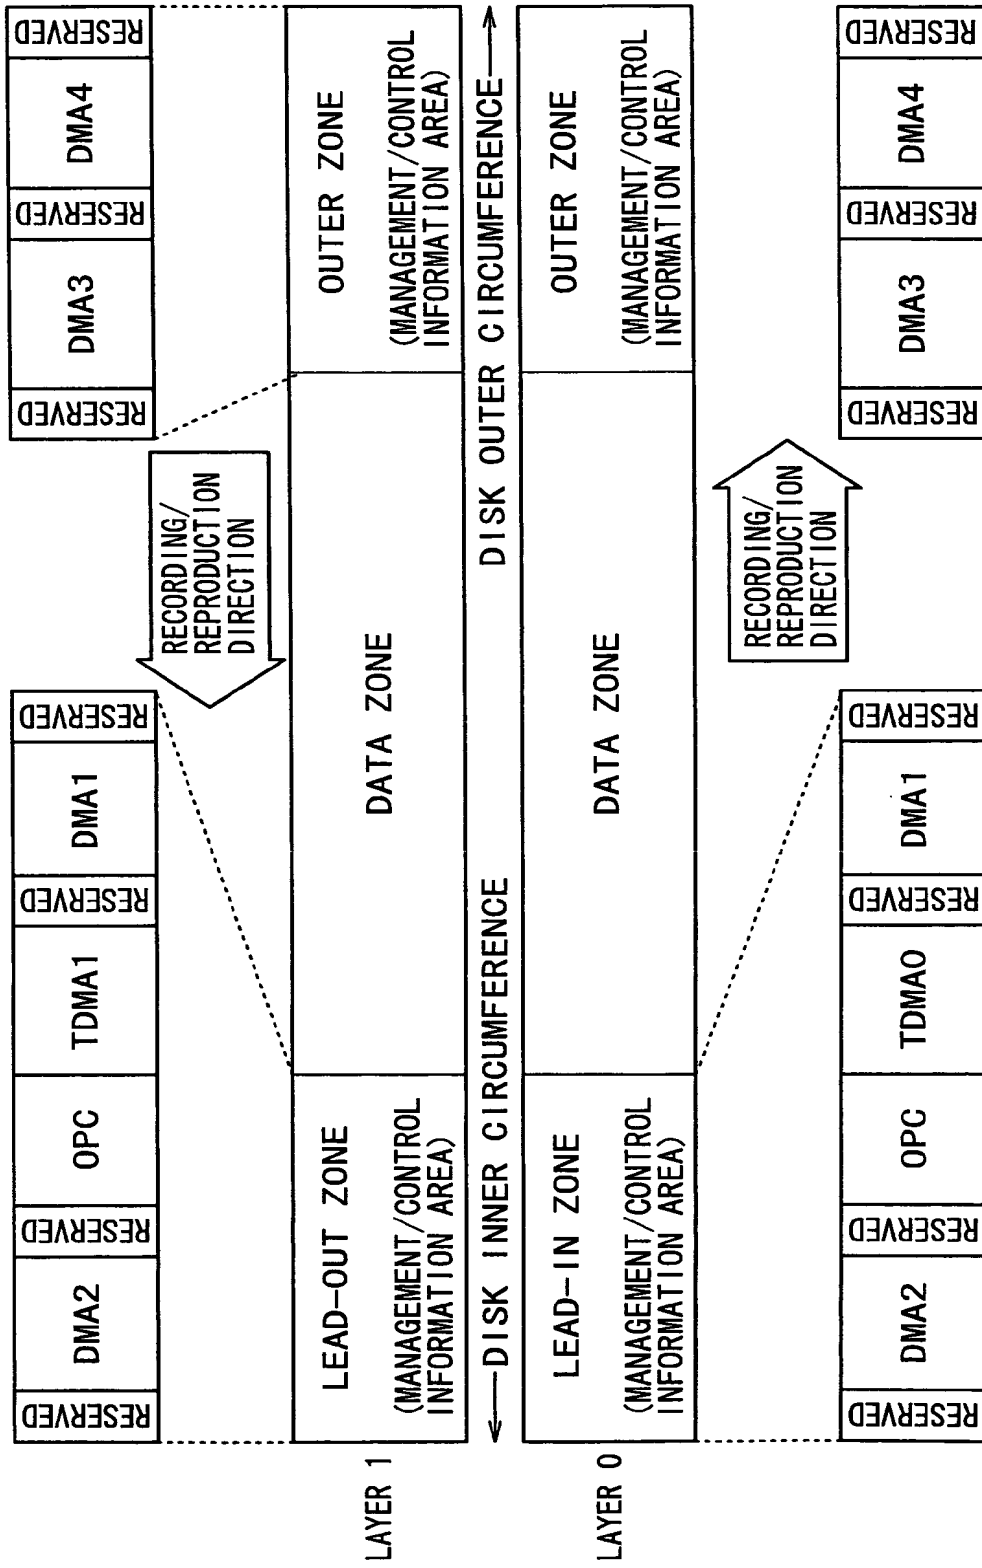 RESERVED
DMA2
RESERVED
OPC
TDMA1
RESERVED
DMA1
RESERVED
RESERVED
DMA3
RESERVED
DMA4
RESERVED
RECORDING/
REPRODUCTION
DIRECTION
LAYER 1
LEAD-OUT ZONE
(MANAGEMENT/CONTROL
INFORMATION AREA)
DATA ZONE
OUTER ZONE
(MANAGEMENT/CONTROL
INFORMATION AREA)
DISK INNER CIRCUMFERENCE
DISK OUTER CIRCUMFERENCE
LAYER 0
LEAD-IN ZONE
(MANAGEMENT/CONTROL
INFORMATION AREA)
DATA ZONE
OUTER ZONE
(MANAGEMENT/CONTROL
INFORMATION AREA)
RECORDING/
REPRODUCTION
DIRECTION
RESERVED
DMA2
RESERVED
OPC
TDMA0
RESERVED
DMA1
RESERVED
RESERVED
DMA3
RESERVED
DMA4
RESERVED